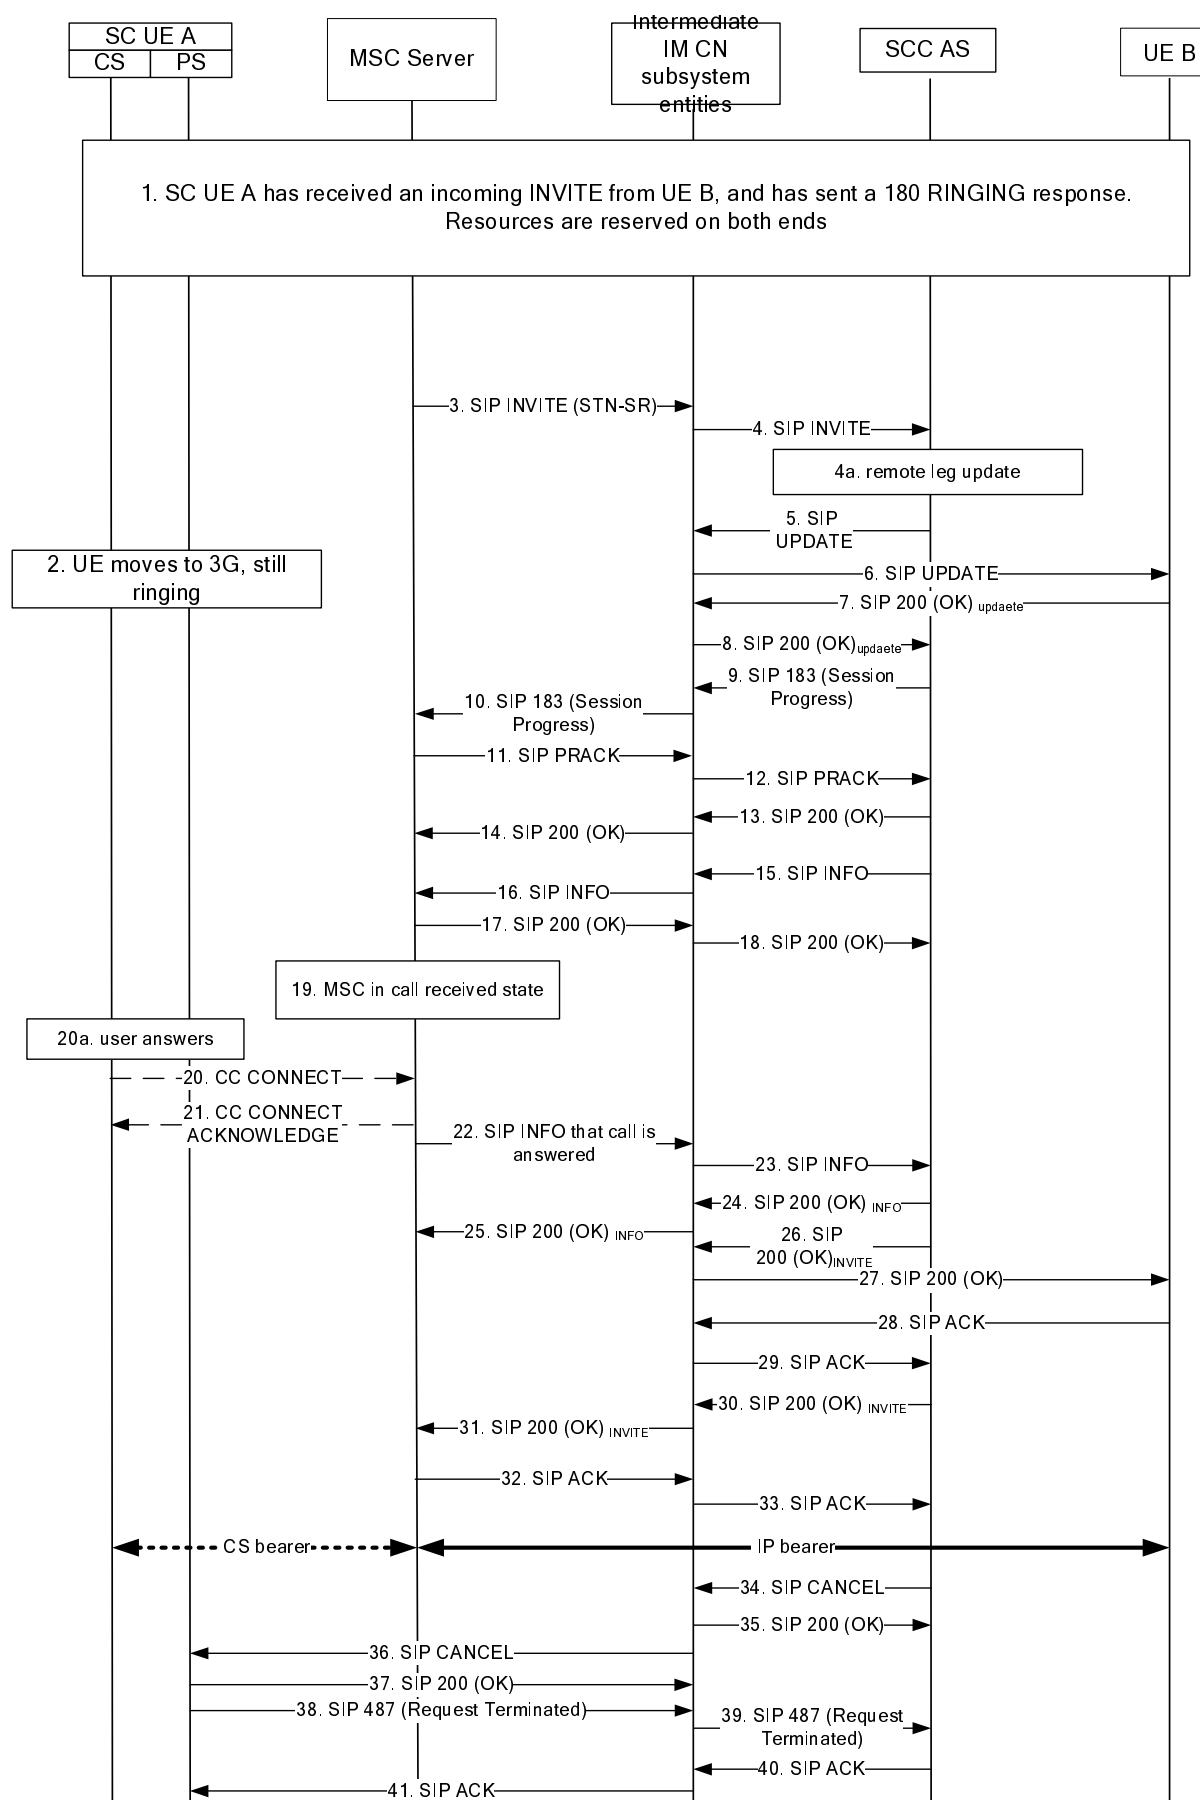 SC UE A
CS
PS
MSC Server
Intermediate
IM CN
subsystem
entities
SCC AS
UE B
1. SC UE A has received an incoming INVITE from UE B, and has sent a 180 RINGING response.
Resources are reserved on both ends
3. SIP INVITE (STN-SR)
4. SIP INVITE
4a. remote leg update
5. SIP
UPDATE
2. UE moves to 3G, still
ringing
6. SIP UPDATE
7. SIP 200 (OK) updaete
8. SIP 200 (OK)updaete
9. SIP 183 (Session
Progress)
10. SIP 183 (Session
Progress)
11. SIP PRACK
12. SIP PRACK
13. SIP 200 (OK)
14. SIP 200 (OK)
15. SIP INFO
16. SIP INFO
17. SIP 200 (OK)
18. SIP 200 (OK)
19. MSC in call received state
20a. user answers
20. CC CONNECT
21. CC CONNECT
ACKNOWLEDGE
22. SIP INFO that call is
answered
23. SIP INFO
24. SIP 200 (OK) INFO
25. SIP 200 (OK) INFO
26. SIP
200 (OK)INVITE
27. SIP 200 (OK)
28. SIP ACK
29. SIP ACK
30. SIP 200 (OK) INVITE
31. SIP 200 (OK) INVITE
32. SIP ACK
33. SIP ACK
CS bearer
IP bearer
34. SIP CANCEL
35. SIP 200 (OK)
36. SIP CANCEL
37. SIP 200 (OK)
38. SIP 487 (Request Terminated)
39. SIP 487 (Request
Terminated)
40. SIP ACK
41. SIP ACK